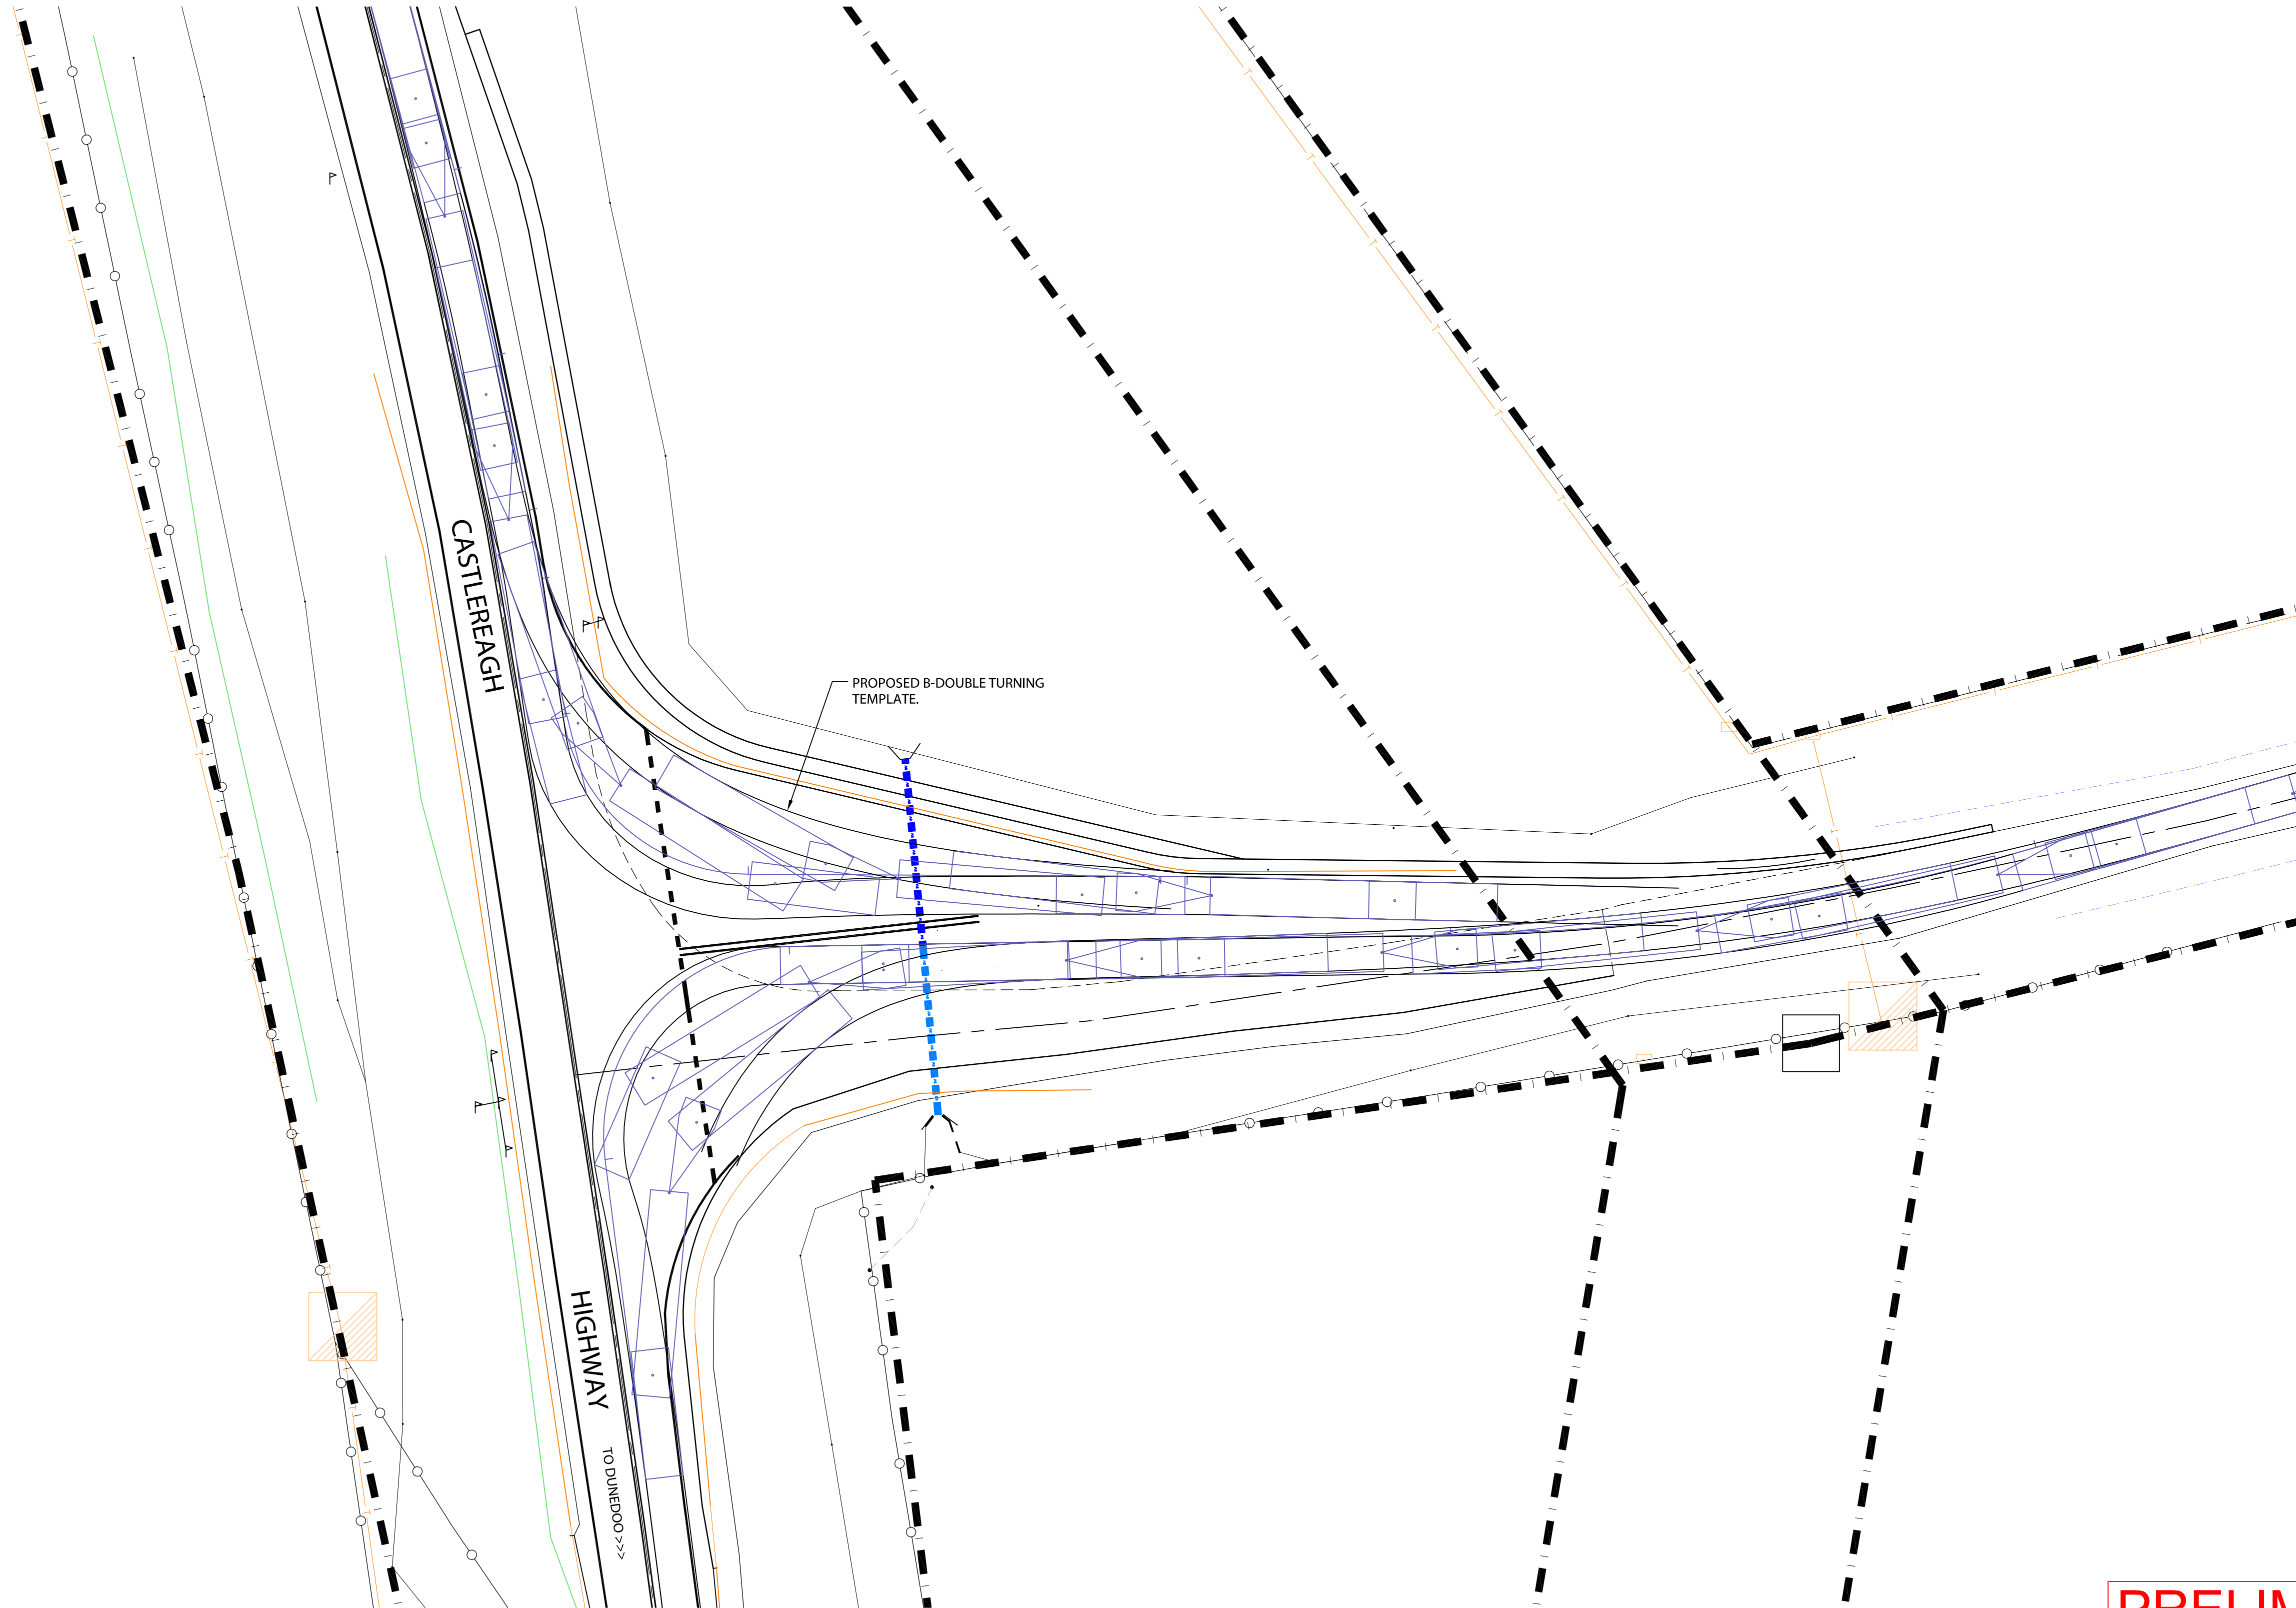 CASTLEREAGH
PROPOSED B-DOUBLE TURNING
TEMPLATE.
HIGHWAY
TO DUNEDOO >>>